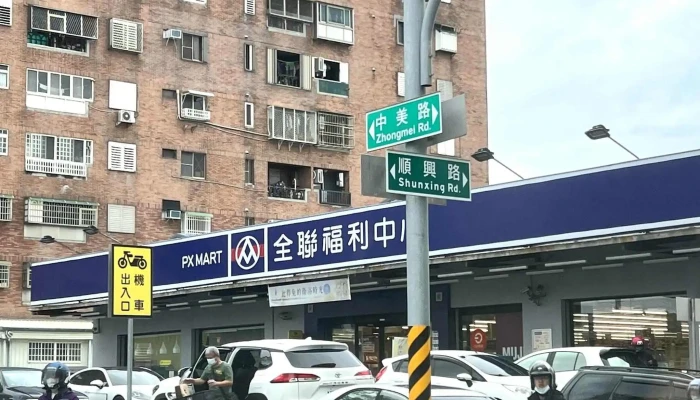 中美路
Zhongmei Rd.
順興路
Shunxing Rd.
PX MART 全聯福利中
機車
出入口